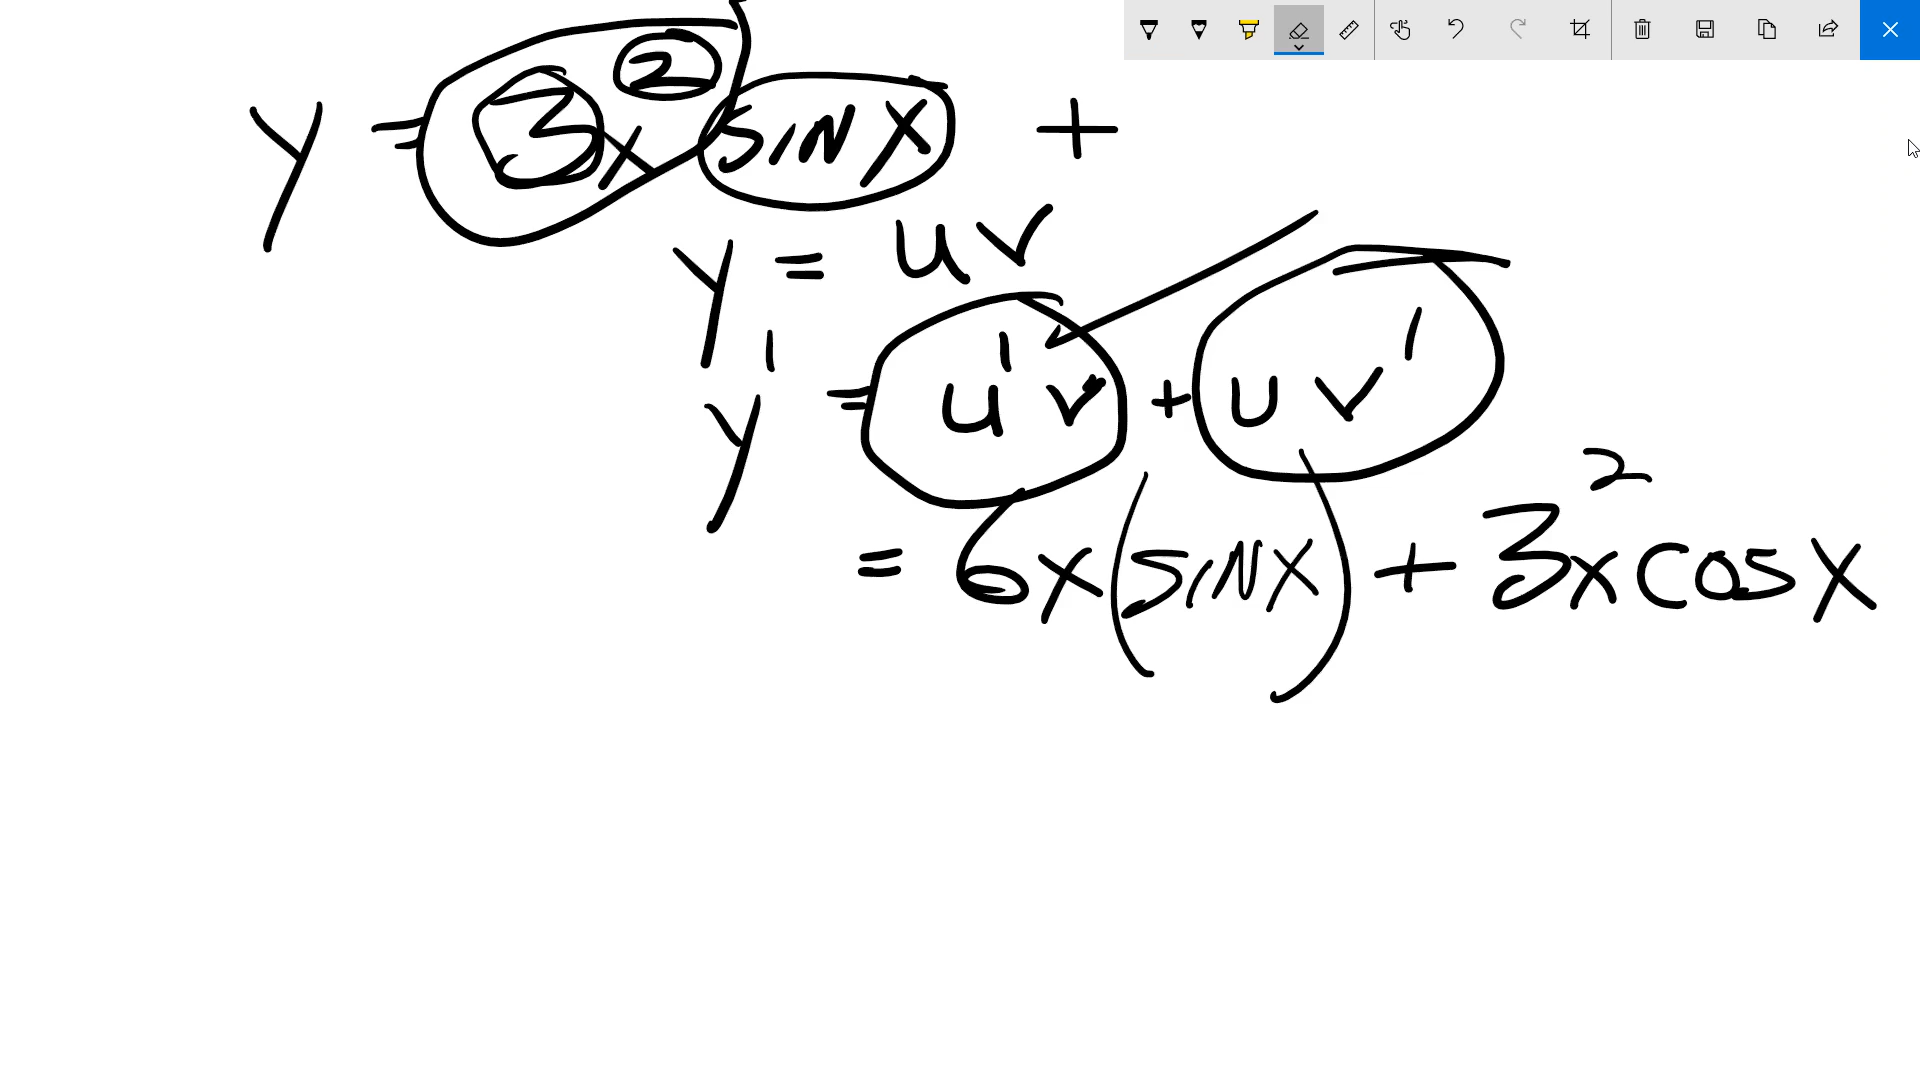 y = 3x² sin x +
y = uv
y' = u'v + uv'
= 6x(sin x) + 3x² cos x